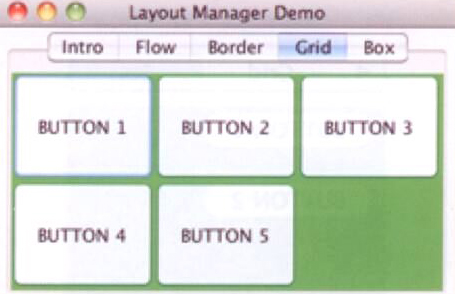 Layout Manager Demo
Intro Flow Border Grid Box
BUTTON 1 BUTTON 2 BUTTON 3
BUTTON 4 BUTTON 5